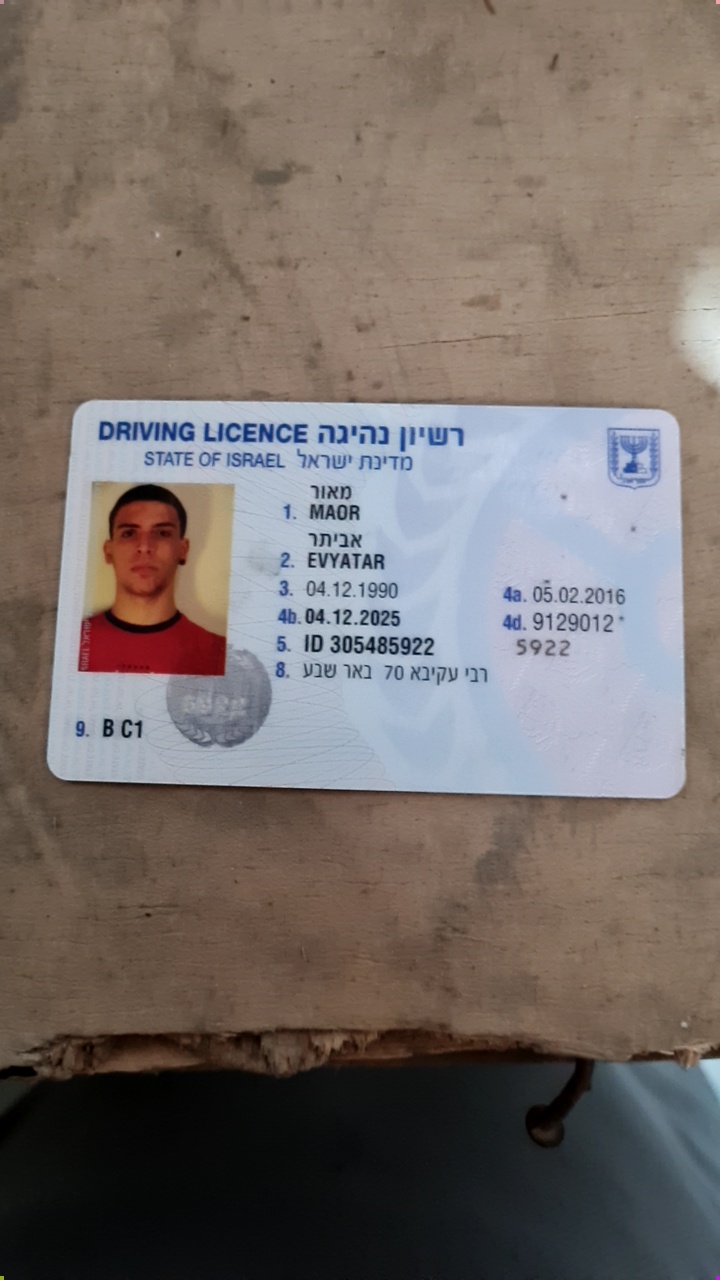 DRIVING LICENCE רשיון נהיגה
STATE OF ISRAEL מדינת ישראל
מאור
1. MAOR
אביתר
2. EVYATAR
3. 04.12.1990
4a. 05.02.2016
4b. 04.12.2025
4d. 9129012 *
5. ID 305485922
5922
8. רבי עקיבא 70 באר שבע
9. B C1